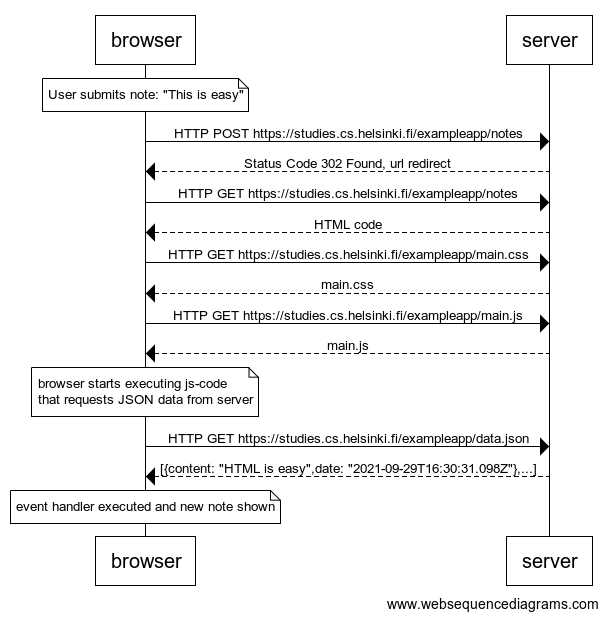 browser server
User submits note: "This is easy"
HTTP POST https://studies.cs.helsinki.fi/exampleapp/notes
Status Code 302 Found, url redirect
HTTP GET https://studies.cs.helsinki.fi/exampleapp/notes
HTML code
HTTP GET https://studies.cs.helsinki.fi/exampleapp/main.css
main.css
HTTP GET https://studies.cs.helsinki.fi/exampleapp/main.js
main.js
browser starts executing js-code
that requests JSON data from server
HTTP GET https://studies.cs.helsinki.fi/exampleapp/data.json
[{content: "HTML is easy",date: "2021-09-29T16:30:31.098Z"},...]
event handler executed and new note shown
browser server
www.websequencediagrams.com